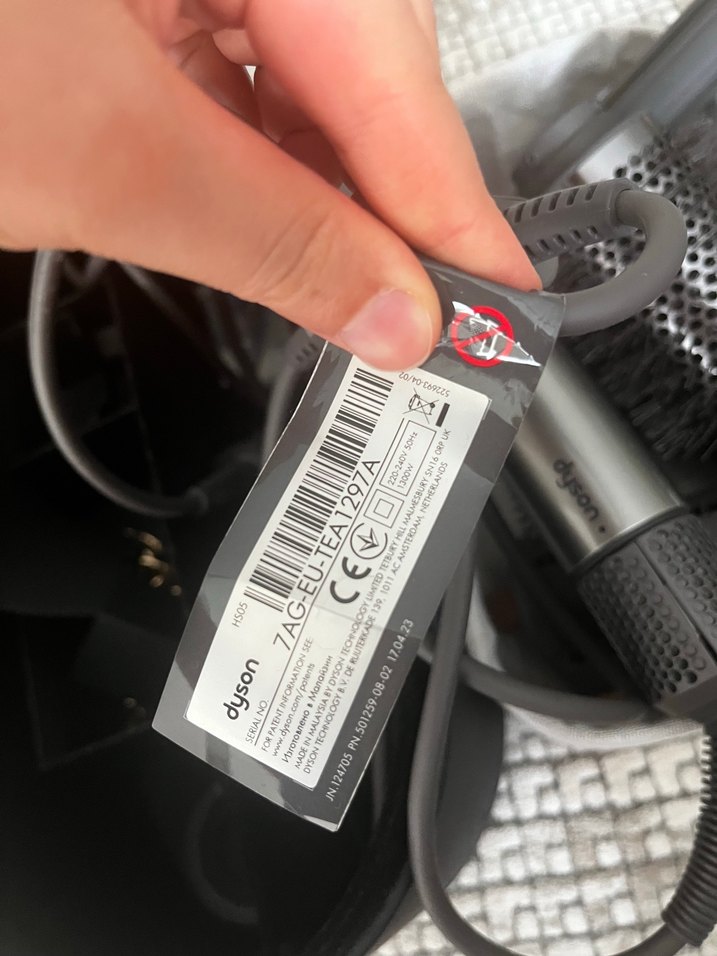 HS05
dyson
SERIAL NO.
7AG-EU-TEA1297A
FOR PATENT INFORMATION SEE:
www.dyson.com/patents
Изготовлено в Малайзии
MADE IN MALAYSIA BY DYSON TECHNOLOGY LIMITED TETBURY HILL MALMESBURY SN16 0RP UK
DYSON TECHNOLOGY B.V. DE RUIJTERKADE 139, 1011 AC AMSTERDAM, NETHERLANDS
CE
220-240V 50Hz
1300W
522693-04/02
JN.124705 PN.501259-08-02 17.04.23
dyson